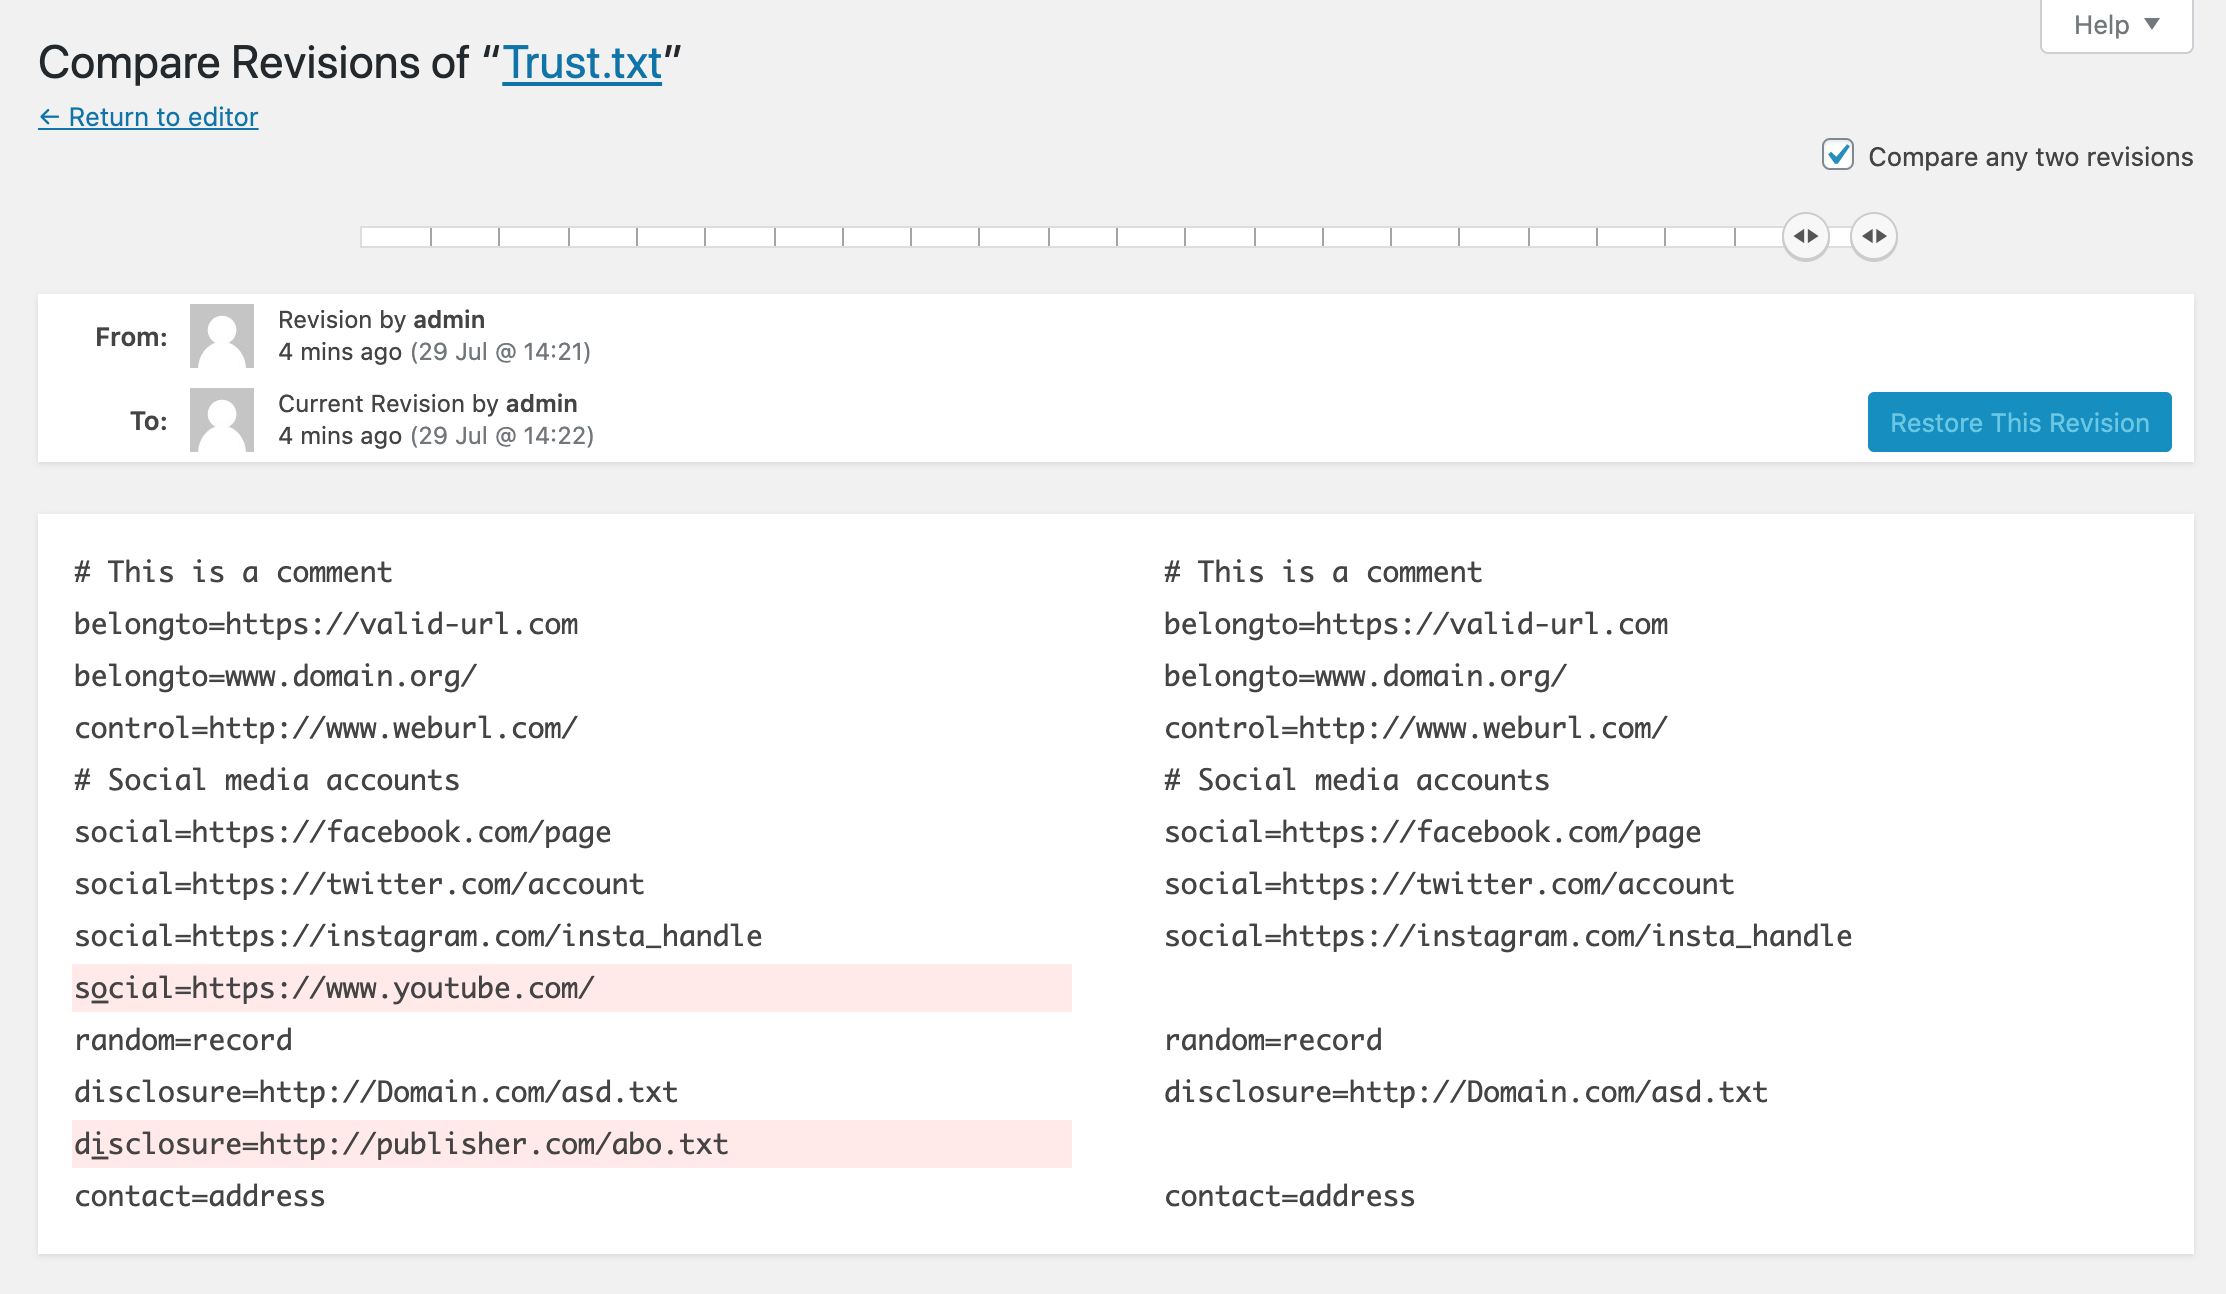 Help ▼
Compare Revisions of “Trust.txt”
← Return to editor
Compare any two revisions
From:
Revision by admin
4 mins ago (29 Jul @ 14:21)
To:
Current Revision by admin
4 mins ago (29 Jul @ 14:22)
Restore This Revision
# This is a comment
belongto=https://valid-url.com
belongto=www.domain.org/
control=http://www.weburl.com/
# Social media accounts
social=https://facebook.com/page
social=https://twitter.com/account
social=https://instagram.com/insta_handle
social=https://www.youtube.com/
random=record
disclosure=http://Domain.com/asd.txt
disclosure=http://publisher.com/abo.txt
contact=address
# This is a comment
belongto=https://valid-url.com
belongto=www.domain.org/
control=http://www.weburl.com/
# Social media accounts
social=https://facebook.com/page
social=https://twitter.com/account
social=https://instagram.com/insta_handle
random=record
disclosure=http://Domain.com/asd.txt
contact=address